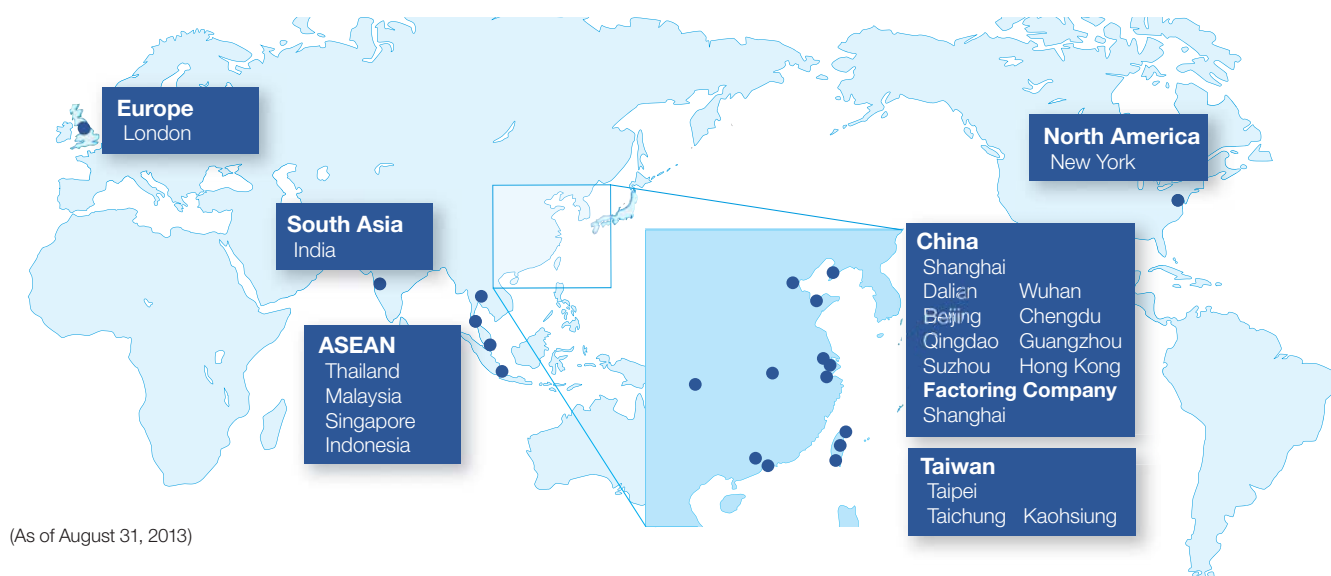 Europe
London
North America
New York
South Asia
India
ASEAN
Thailand
Malaysia
Singapore
Indonesia
China
Shanghai
Dalian Wuhan
Beijing Chengdu
Qingdao Guangzhou
Suzhou Hong Kong
Factoring Company
Shanghai
Taiwan
Taipei
Taichung Kaohsiung
(As of August 31, 2013)